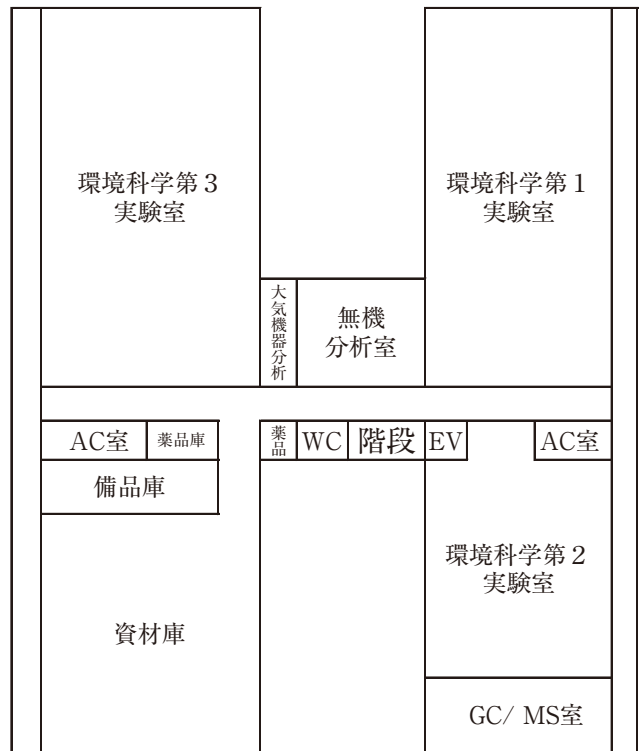 環境科学第３
実験室
環境科学第１
実験室
大気機器分析
無機
分析室
AC室
薬品庫
薬品
WC
階段
EV
AC室
備品庫
環境科学第２
実験室
資材庫
GC/ MS室